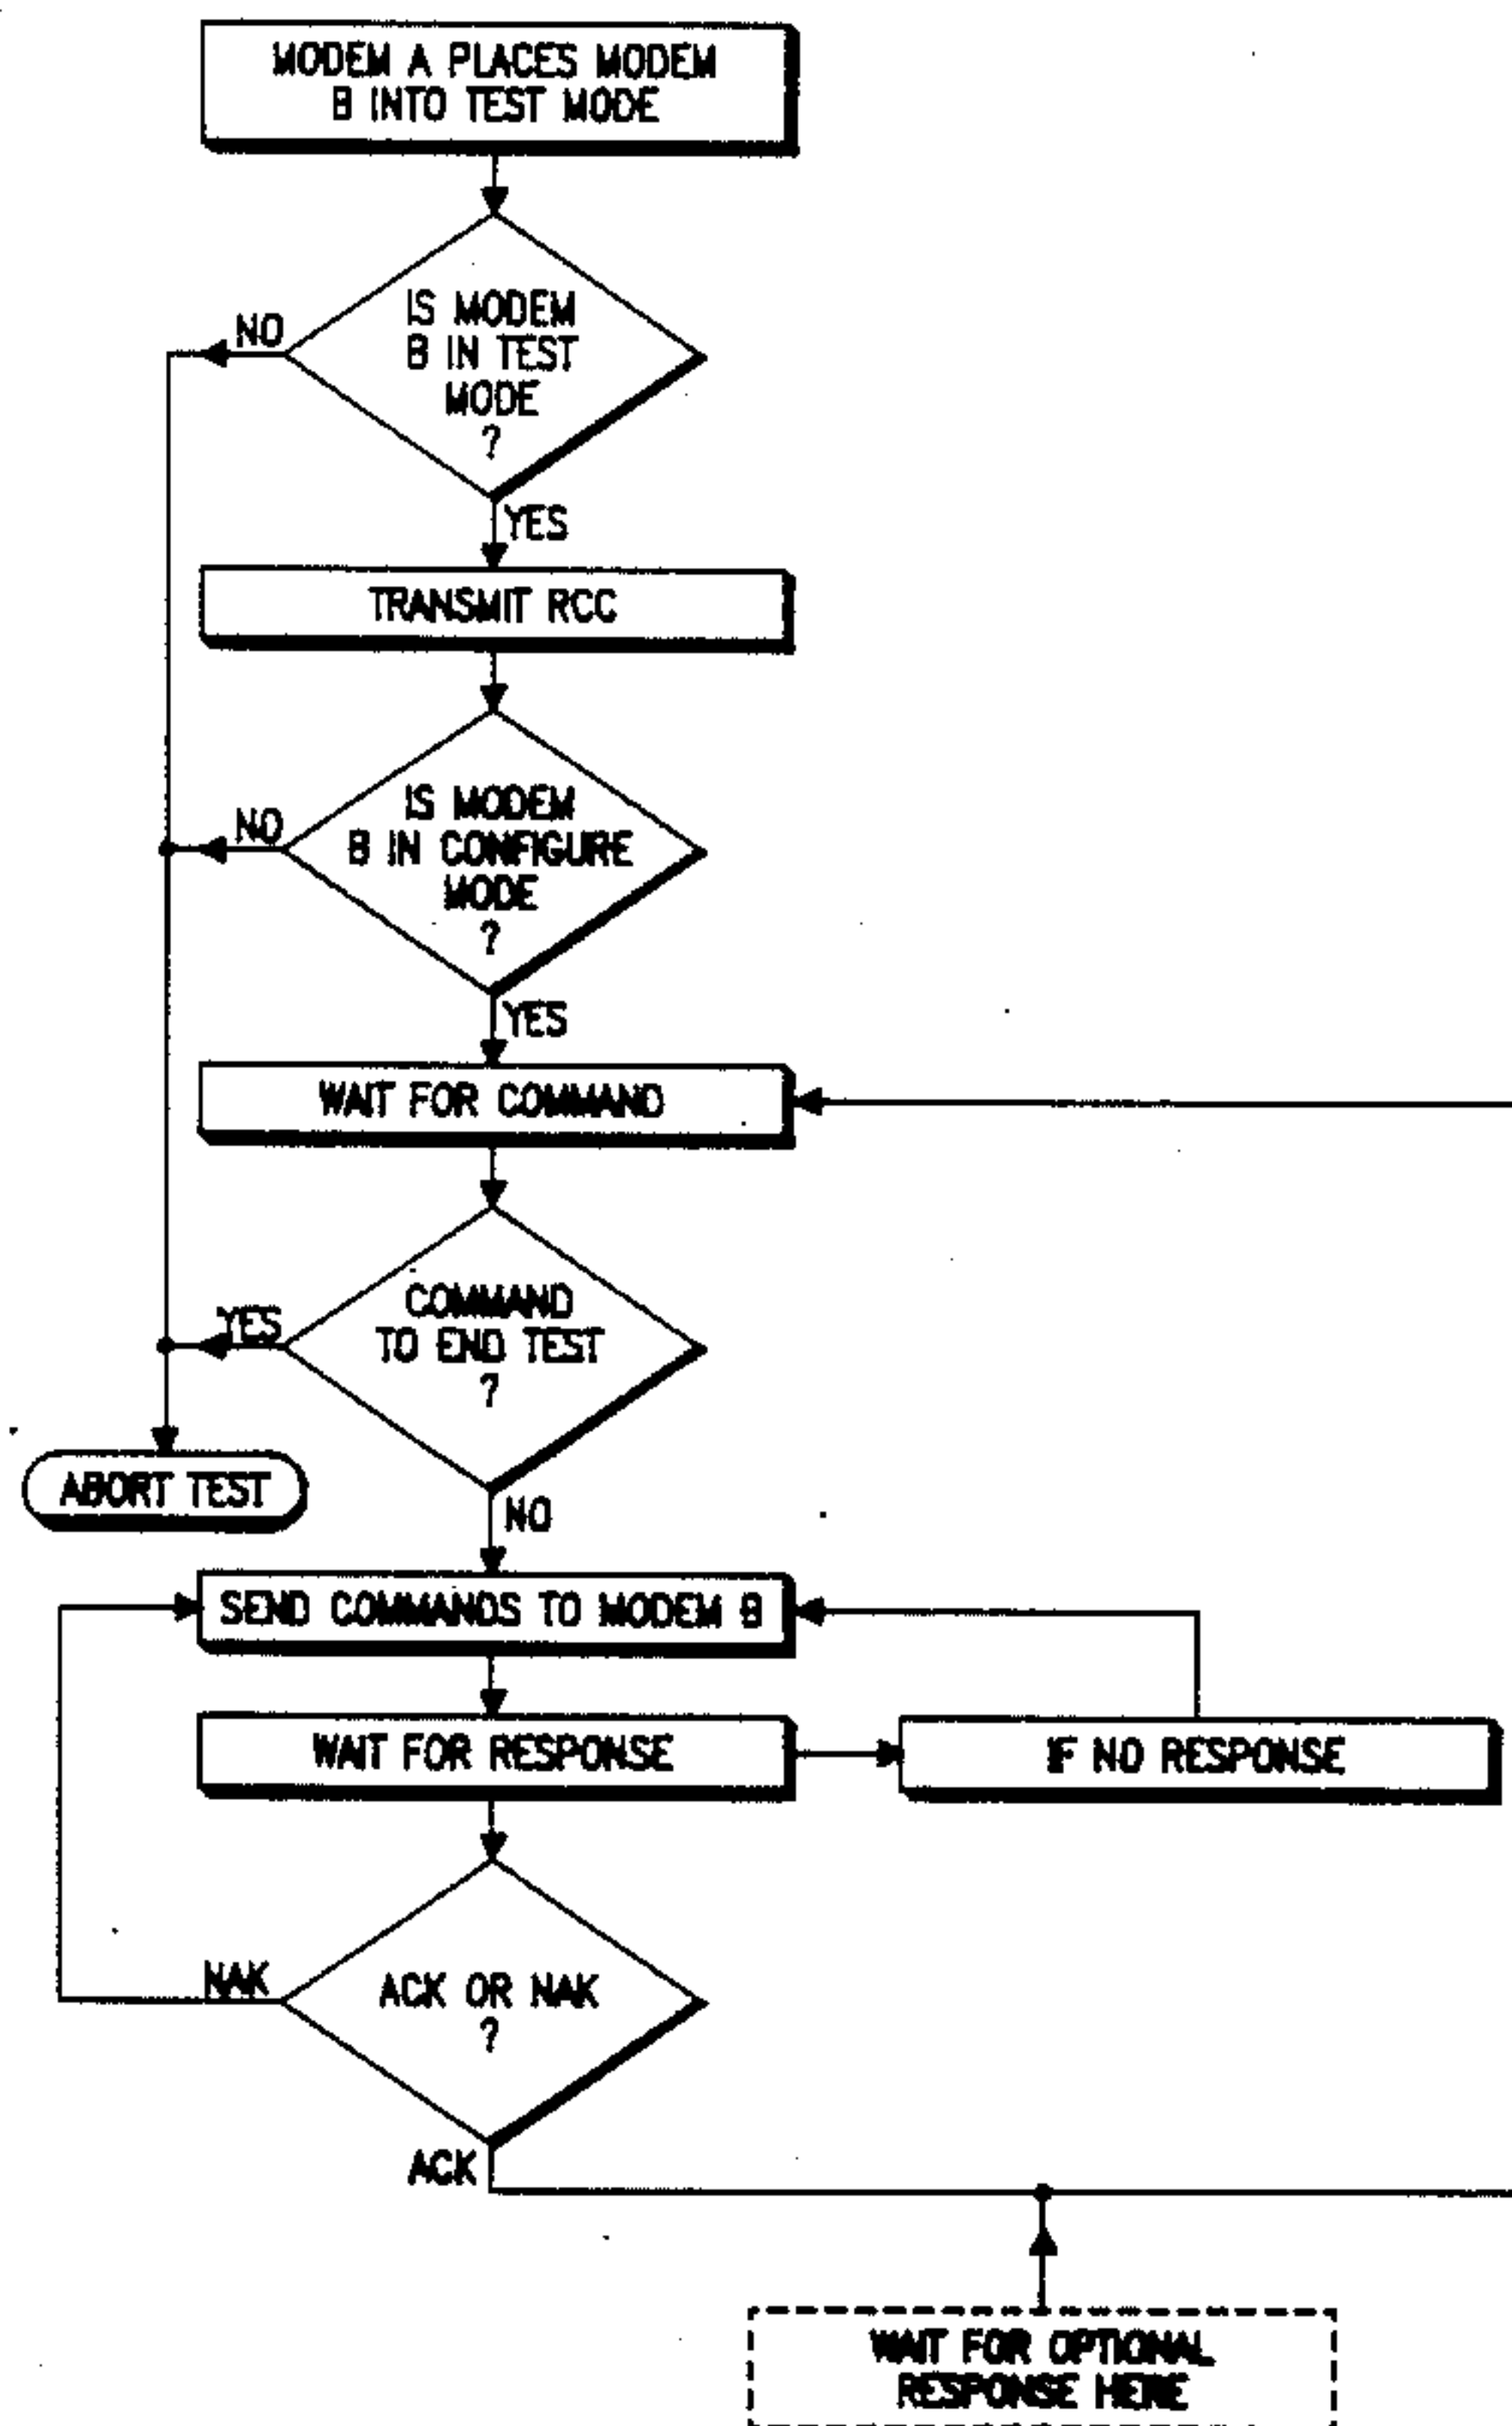 MODEM A PLACES MODEM
B INTO TEST MODE
IS MODEM
B IN TEST
MODE
?
NO
YES
TRANSMIT RCC
IS MODEM
B IN CONFIGURE
MODE
?
NO
YES
WAIT FOR COMMAND
COMMAND
TO END TEST
?
YES
ABORT TEST
NO
SEND COMMANDS TO MODEM B
WAIT FOR RESPONSE
IF NO RESPONSE
ACK OR NAK
?
NAK
ACK
WAIT FOR OPTIONAL
RESPONSE HERE